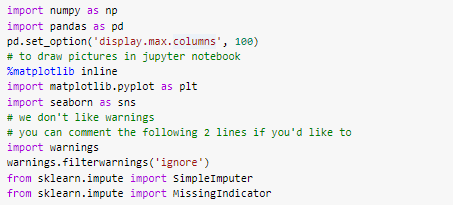 import numpy as np
import pandas as pd
pd.set_option('display.max.columns', 100)
# to draw pictures in jupyter notebook
%matplotlib inline
import matplotlib.pyplot as plt
import seaborn as sns
# we don't like warnings
# you can comment the following 2 lines if you'd like to
import warnings
warnings.filterwarnings('ignore')
from sklearn.impute import SimpleImputer
from sklearn.impute import MissingIndicator